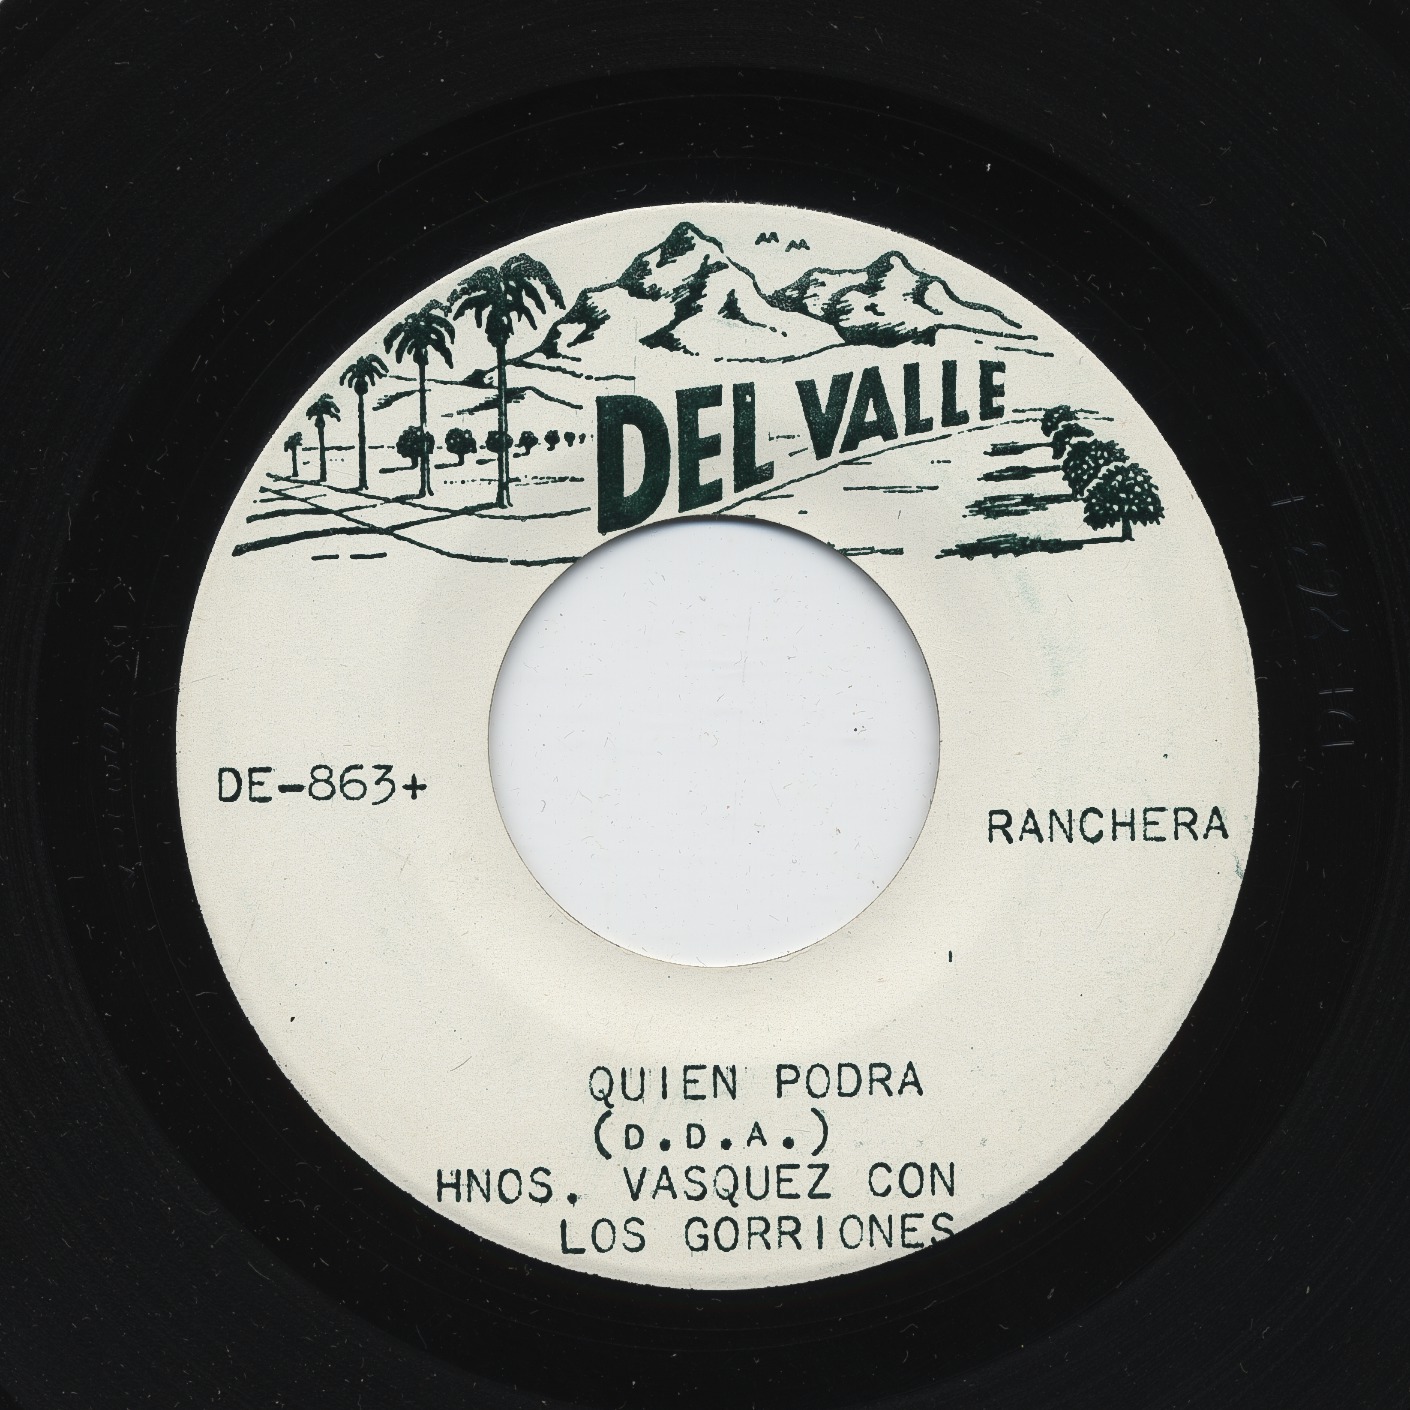 DEL VALLE
DE-863+
RANCHERA
QUIEN PODRA
(D.D.A.)
HNOS. VASQUEZ CON
LOS GORRIONES